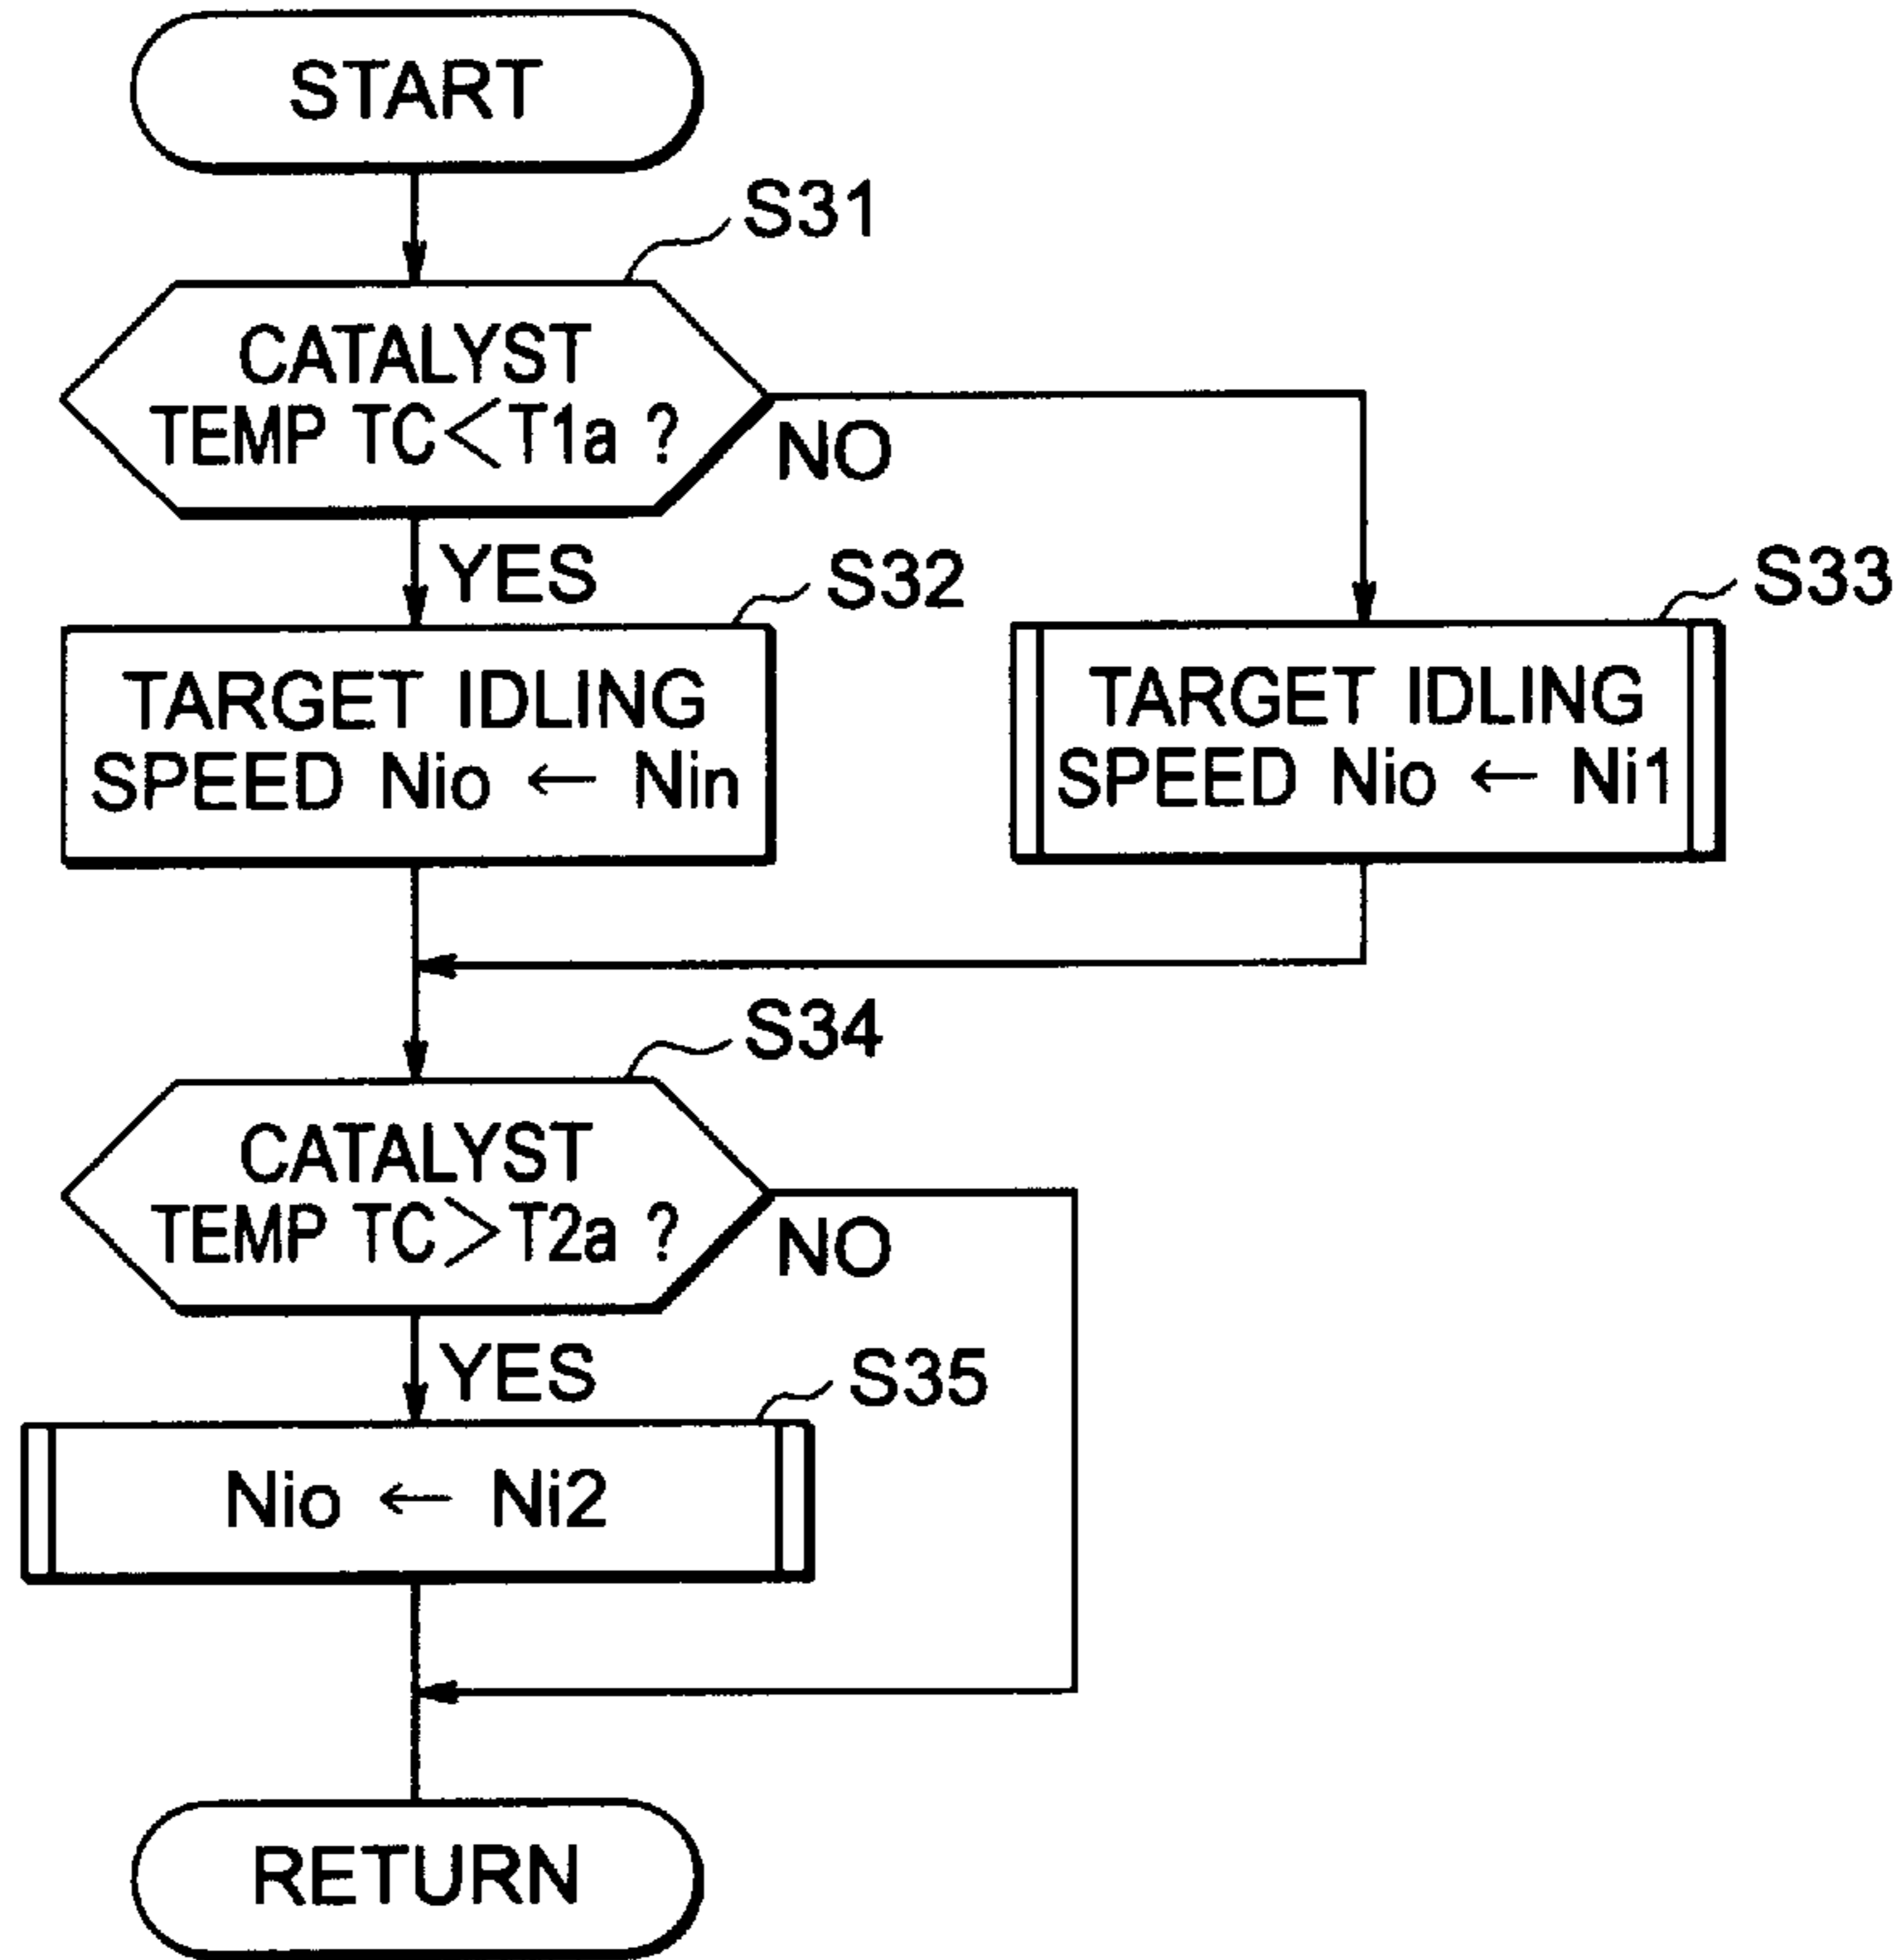 START
S31
CATALYST
TEMP TC<T1a ?
NO
YES
S32
TARGET IDLING
SPEED Nio ← Nin
S33
TARGET IDLING
SPEED Nio ← Ni1
S34
CATALYST
TEMP TC>T2a ?
NO
YES
S35
Nio ← Ni2
RETURN